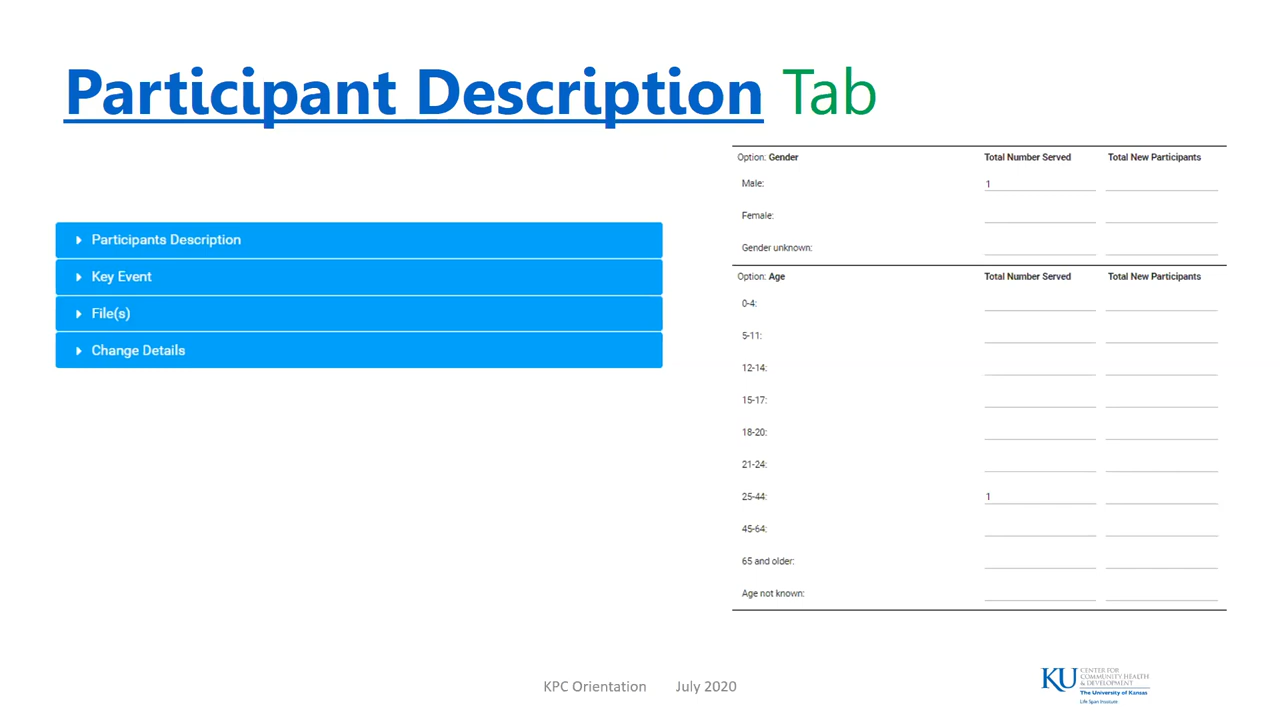 Participant Description Tab
Participants Description
Key Event
File(s)
Change Details
Option: Gender Total Number Served Total New Participants
Male: 1
Female:
Gender unknown:
Option: Age Total Number Served Total New Participants
0-4:
5-11:
12-14:
15-17:
18-20:
21-24:
25-44: 1
45-64:
65 and older:
Age not known:
KPC Orientation July 2020
KU CENTER FOR
COMMUNITY HEALTH
& DEVELOPMENT
The University of Kansas
Life Span Institute